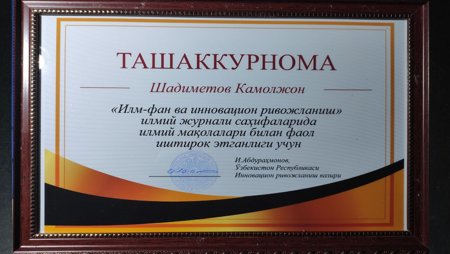 ТАШАККУРНОМА
Шадиметов Камолжон
«Илм-фан ва инновацион ривожланиш»
илмий журнали саҳифаларида
илмий мақолалари билан фаол
иштирок этганлиги учун
И.Абдураҳмонов,
Ўзбекистон Республикаси
Инновацион ривожланиш вазири